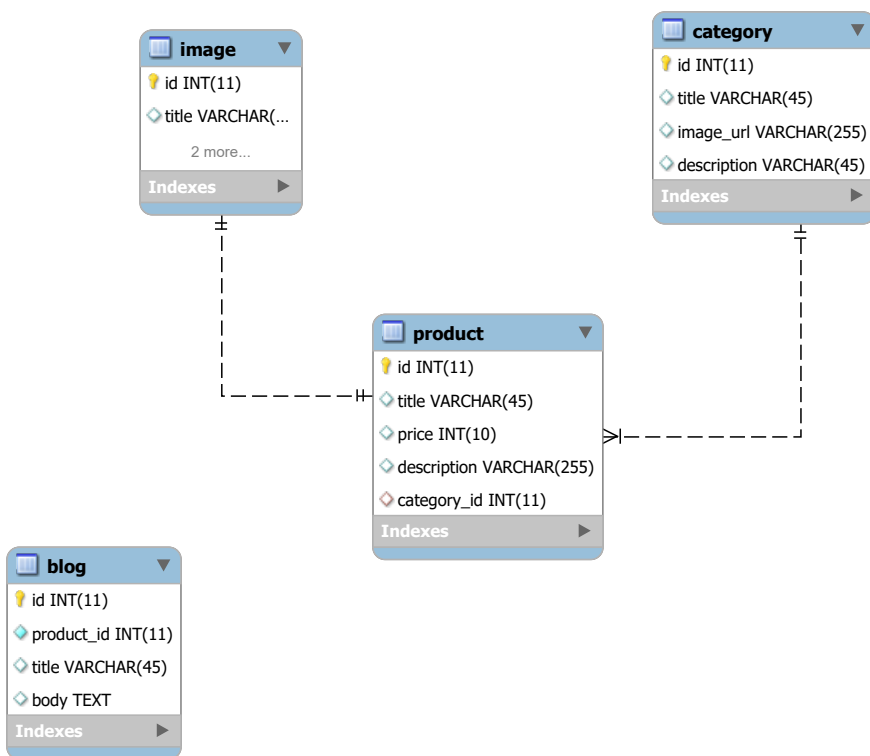 image
id INT(11)
title VARCHAR(...
2 more...
Indexes
category
id INT(11)
title VARCHAR(45)
image_url VARCHAR(255)
description VARCHAR(45)
Indexes
product
id INT(11)
title VARCHAR(45)
price INT(10)
description VARCHAR(255)
category_id INT(11)
Indexes
blog
id INT(11)
product_id INT(11)
title VARCHAR(45)
body TEXT
Indexes